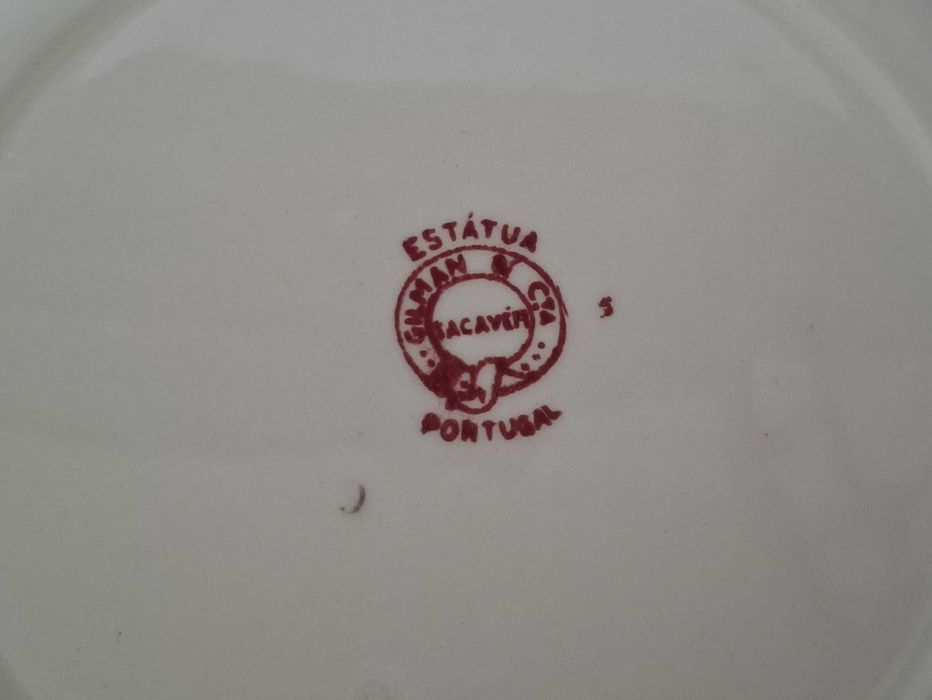 ESTÁTUA
GILMAN & Cᵀᴬ
SACAVÉM
PORTUGAL
5